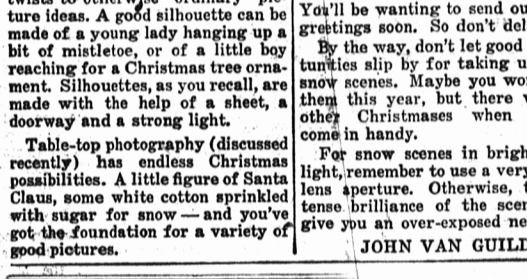 ture ideas. A good silhouette can be
made of a young lady hanging up a
bit of mistletoe, or of a little boy
reaching for a Christmas tree orna-
ment. Silhouettes, as you recall, are
made with the help of a sheet, a
doorway and a strong light.
Table-top photography (discussed
recently) has endless Christmas
possibilities. A little figure of Santa
Claus, some white cotton sprinkled
with sugar for snow — and you've
got the foundation for a variety of
good pictures.
You'll be wanting to send ou
greetings soon. So don't del
By the way, don't let good
tunities slip by for taking u
snow scenes. Maybe you wo
them this year, but there
other Christmases when
come in handy.
For snow scenes in brigh
light, remember to use a very
lens aperture. Otherwise, t
tense brilliance of the scen
give you an over-exposed ne
JOHN VAN GUILD